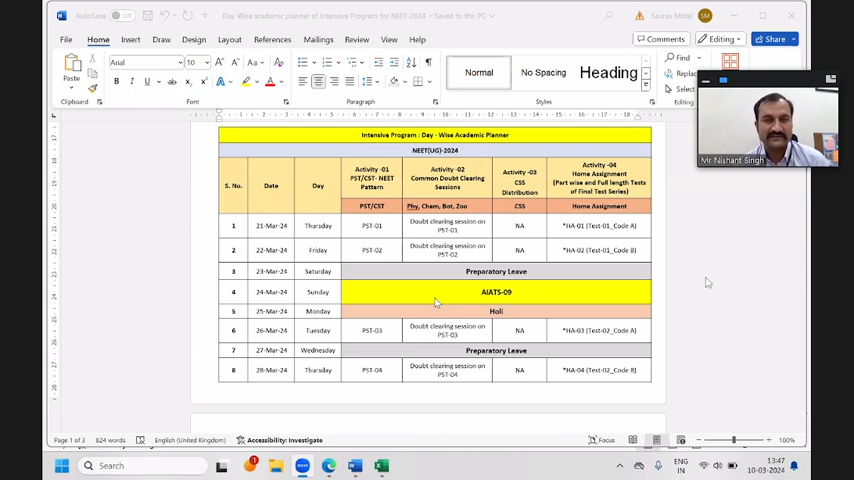 AutoSave Off Day Wise academic planner of Intensive Program for NEET-2024 • Saved to this PC Saurav Mittal SM
File Home Insert Draw Design Layout References Mailings Review View Help Comments Editing Share
Paste Arial 10 A A Aa Normal No Spacing Heading Find
B I U Replac
Select
Clipboard Font Paragraph Styles Editing
Mr Nishant Singh
Intensive Program : Day - Wise Academic Planner
NEET(UG)-2024
S. No. Date Day Activity -01 PST/CST- NEET Pattern Activity -02 Common Doubt Clearing Sessions Activity -03 CSS Distribution Activity -04 Home Assignment (Part wise and Full length Tests of Final Test Series)
PST/CST Phy, Chem, Bot, Zoo CSS Home Assignment
1 21-Mar-24 Thursday PST-01 Doubt clearing session on PST-01 NA *HA-01 (Test-01_Code A)
2 22-Mar-24 Friday PST-02 Doubt clearing session on PST-02 NA *HA-02 (Test-01_Code B)
3 23-Mar-24 Saturday Preparatory Leave
4 24-Mar-24 Sunday AIATS-09
5 25-Mar-24 Monday Holi
6 26-Mar-24 Tuesday PST-03 Doubt clearing session on PST-03 NA *HA-03 (Test-02_Code A)
7 27-Mar-24 Wednesday Preparatory Leave
8 28-Mar-24 Thursday PST-04 Doubt clearing session on PST-04 NA *HA-04 (Test-02_Code B)
Page 1 of 3 824 words English (United Kingdom) Accessibility: Investigate Focus 100%
Search ENG IN 13:47 10-03-2024